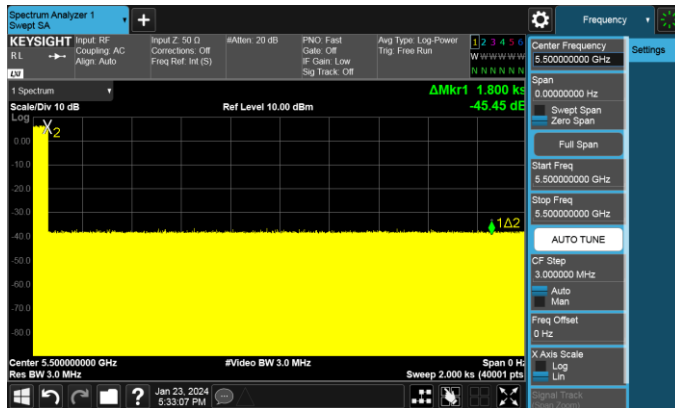 Spectrum Analyzer 1
Swept SA
+
Frequency
KEYSIGHT
RL
LXI
Input: RF
Coupling: AC
Align: Auto
Input Z: 50 Ω
Corrections: Off
Freq Ref: Int (S)
#Atten: 20 dB
PNO: Fast
Gate: Off
IF Gain: Low
Sig Track: Off
Avg Type: Log-Power
Trig: Free Run
1 2 3 4 5 6
W W W W W W
N N N N N N
1 Spectrum
Scale/Div 10 dB
Ref Level 10.00 dBm
ΔMkr1 1.800 ks
-45.45 dB
Log
X2
1Δ2
0.00
-10.0
-20.0
-30.0
-40.0
-50.0
-60.0
-70.0
-80.0
Center 5.500000000 GHz
Res BW 3.0 MHz
#Video BW 3.0 MHz
Span 0 Hz
Sweep 2.000 ks (40001 pts
Center Frequency
5.500000000 GHz
Span
0.00000000 Hz
Swept Span
Zero Span
Full Span
Start Freq
5.500000000 GHz
Stop Freq
5.500000000 GHz
AUTO TUNE
CF Step
3.000000 MHz
Auto
Man
Freq Offset
0 Hz
X Axis Scale
Log
Lin
Signal Track
(Span Zoom)
Settings
?
Jan 23, 2024
5:33:07 PM